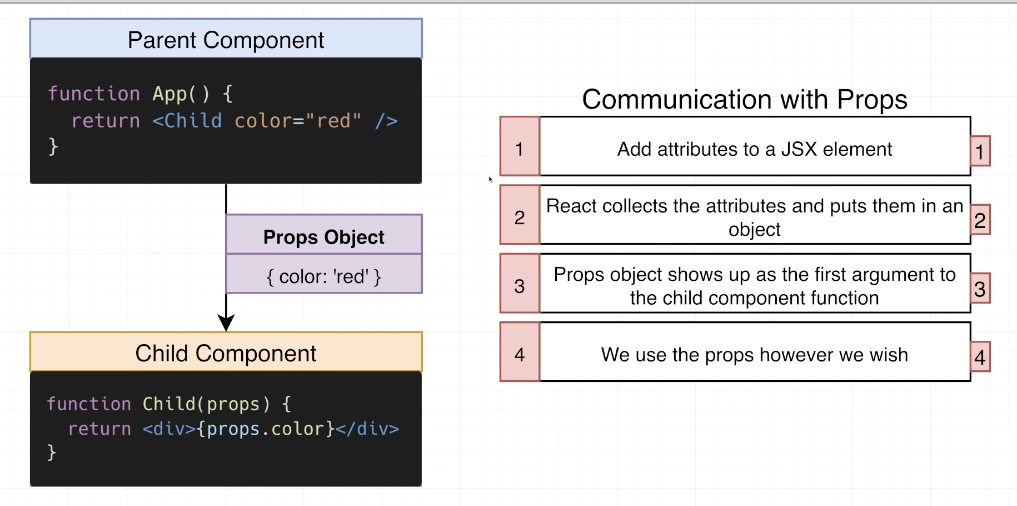 Parent Component
function App() {
  return <Child color="red" />
}
Props Object
{ color: 'red' }
Child Component
function Child(props) {
  return <div>{props.color}</div>
}
Communication with Props
1 Add attributes to a JSX element 1
2 React collects the attributes and puts them in an
object 2
3 Props object shows up as the first argument to
the child component function 3
4 We use the props however we wish 4